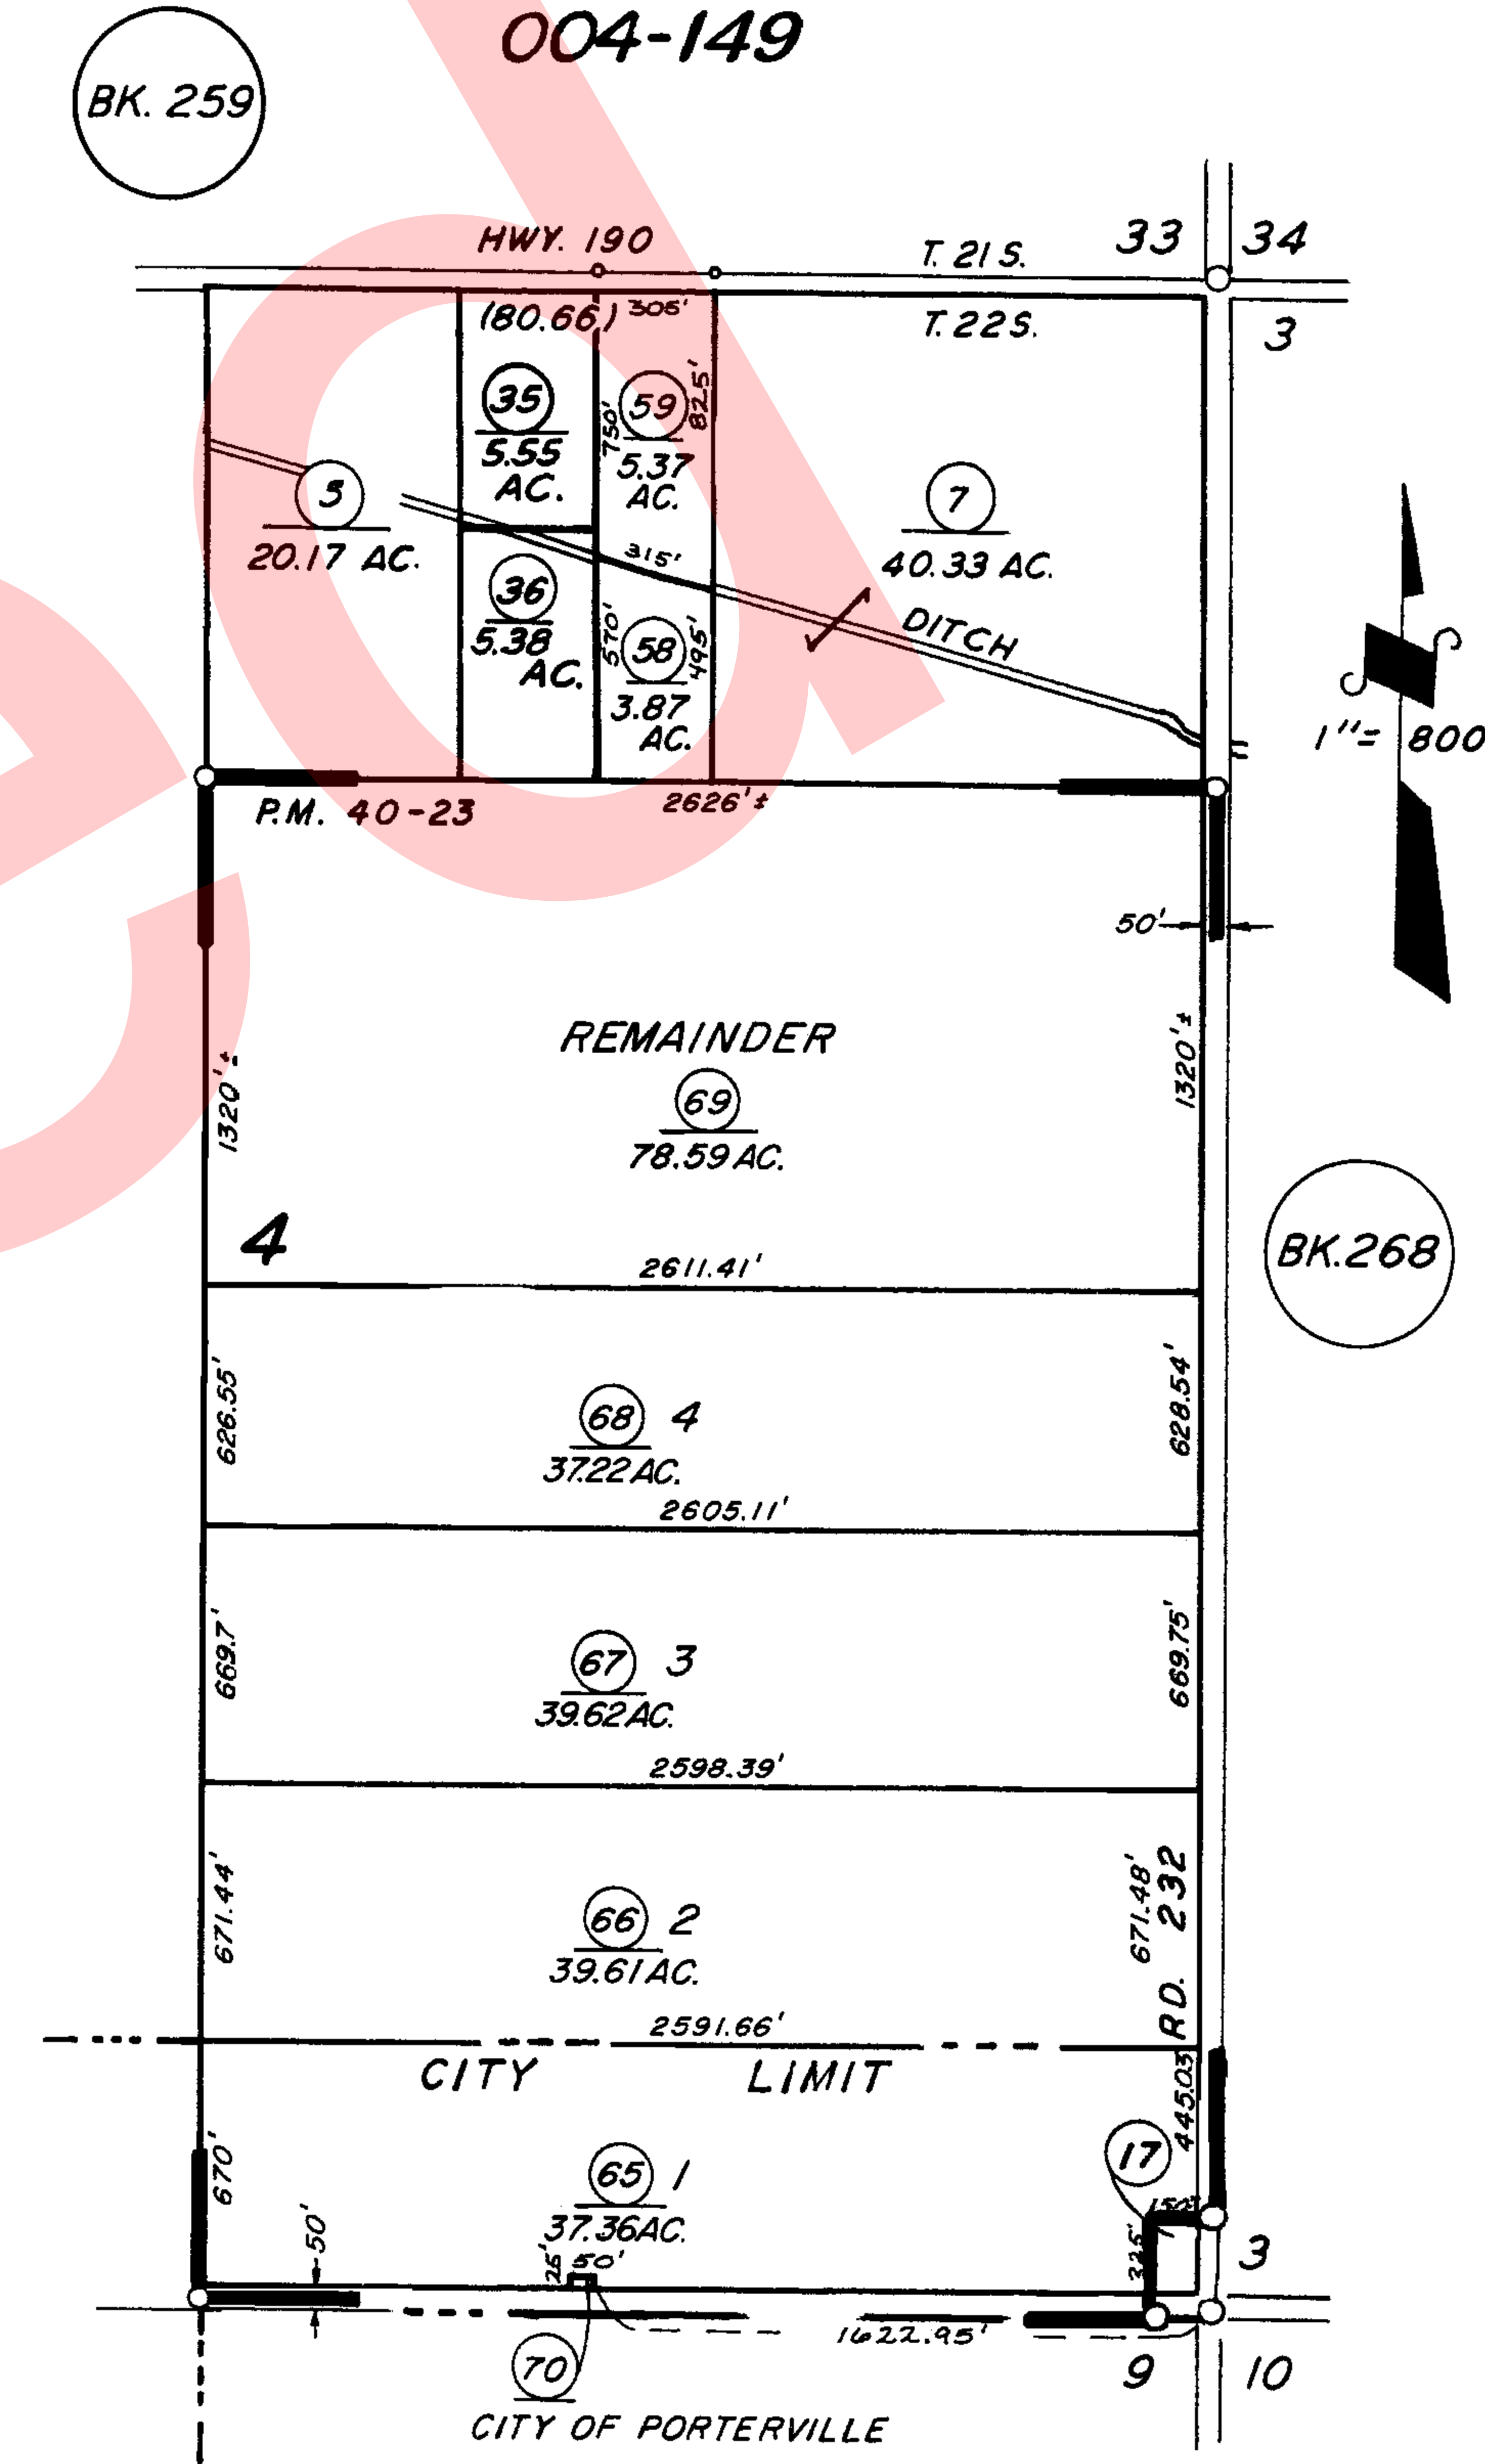 004-149
BK. 259
HWY. 190
T. 21 S.
33
34
(80.66)
305'
T. 22 S.
3
35
5.55
AC.
750'
59
825'
5.37
AC.
5
20.17 AC.
7
40.33 AC.
315'
36
5.38
AC.
570'
58
495'
3.87
AC.
DITCH
1"= 800
P.M. 40-23
2626'±
50'
REMAINDER
69
78.59 AC.
1320'±
1320'±
4
BK.268
2611.41'
626.55'
68 4
37.22 AC.
628.54'
2605.11'
669.7'
67 3
39.62 AC.
669.75'
2598.39'
671.44'
66 2
39.61 AC.
671.48'
RD. 232
2591.66'
CITY LIMIT
445.03'
670'
65 1
37.36 AC.
17
150'
325'
50'
25'
50'
3
1622.95'
70
9
10
CITY OF PORTERVILLE